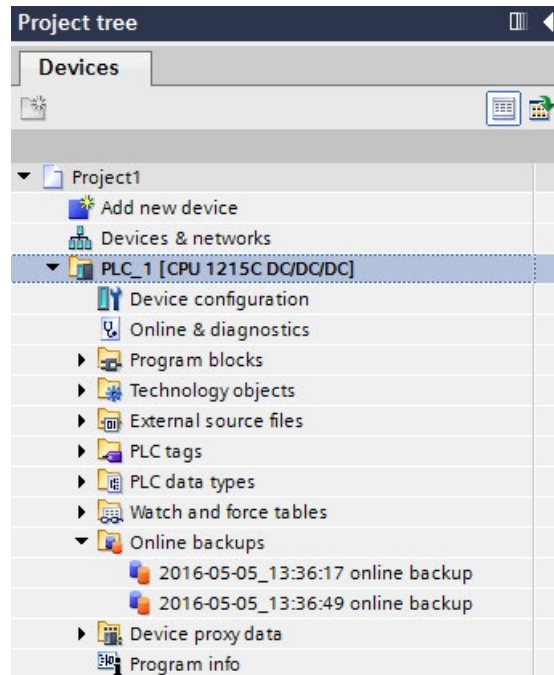 Project tree
Devices
Project1
Add new device
Devices & networks
PLC_1 [CPU 1215C DC/DC/DC]
Device configuration
Online & diagnostics
Program blocks
Technology objects
External source files
PLC tags
PLC data types
Watch and force tables
Online backups
2016-05-05_13:36:17 online backup
2016-05-05_13:36:49 online backup
Device proxy data
Program info